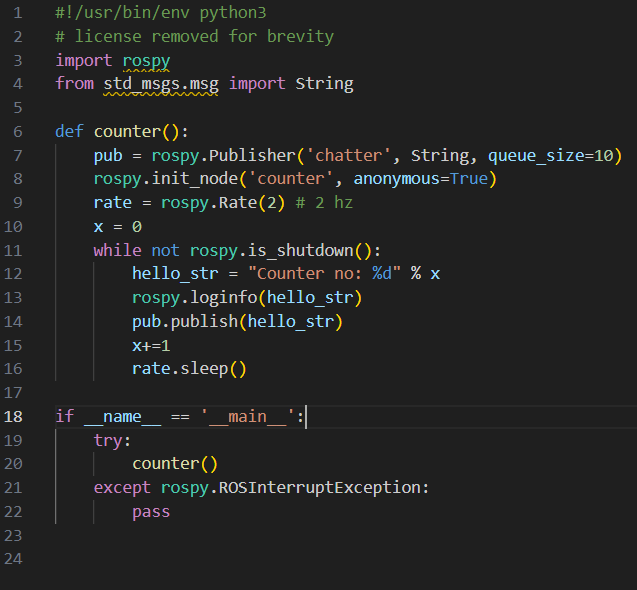 1 #!/usr/bin/env python3
2 # license removed for brevity
3 import rospy
4 from std_msgs.msg import String
5
6 def counter():
7     pub = rospy.Publisher('chatter', String, queue_size=10)
8     rospy.init_node('counter', anonymous=True)
9     rate = rospy.Rate(2) # 2 hz
10     x = 0
11     while not rospy.is_shutdown():
12         hello_str = "Counter no: %d" % x
13         rospy.loginfo(hello_str)
14         pub.publish(hello_str)
15         x+=1
16         rate.sleep()
17
18 if __name__ == '__main__':
19     try:
20         counter()
21     except rospy.ROSInterruptException:
22         pass
23
24